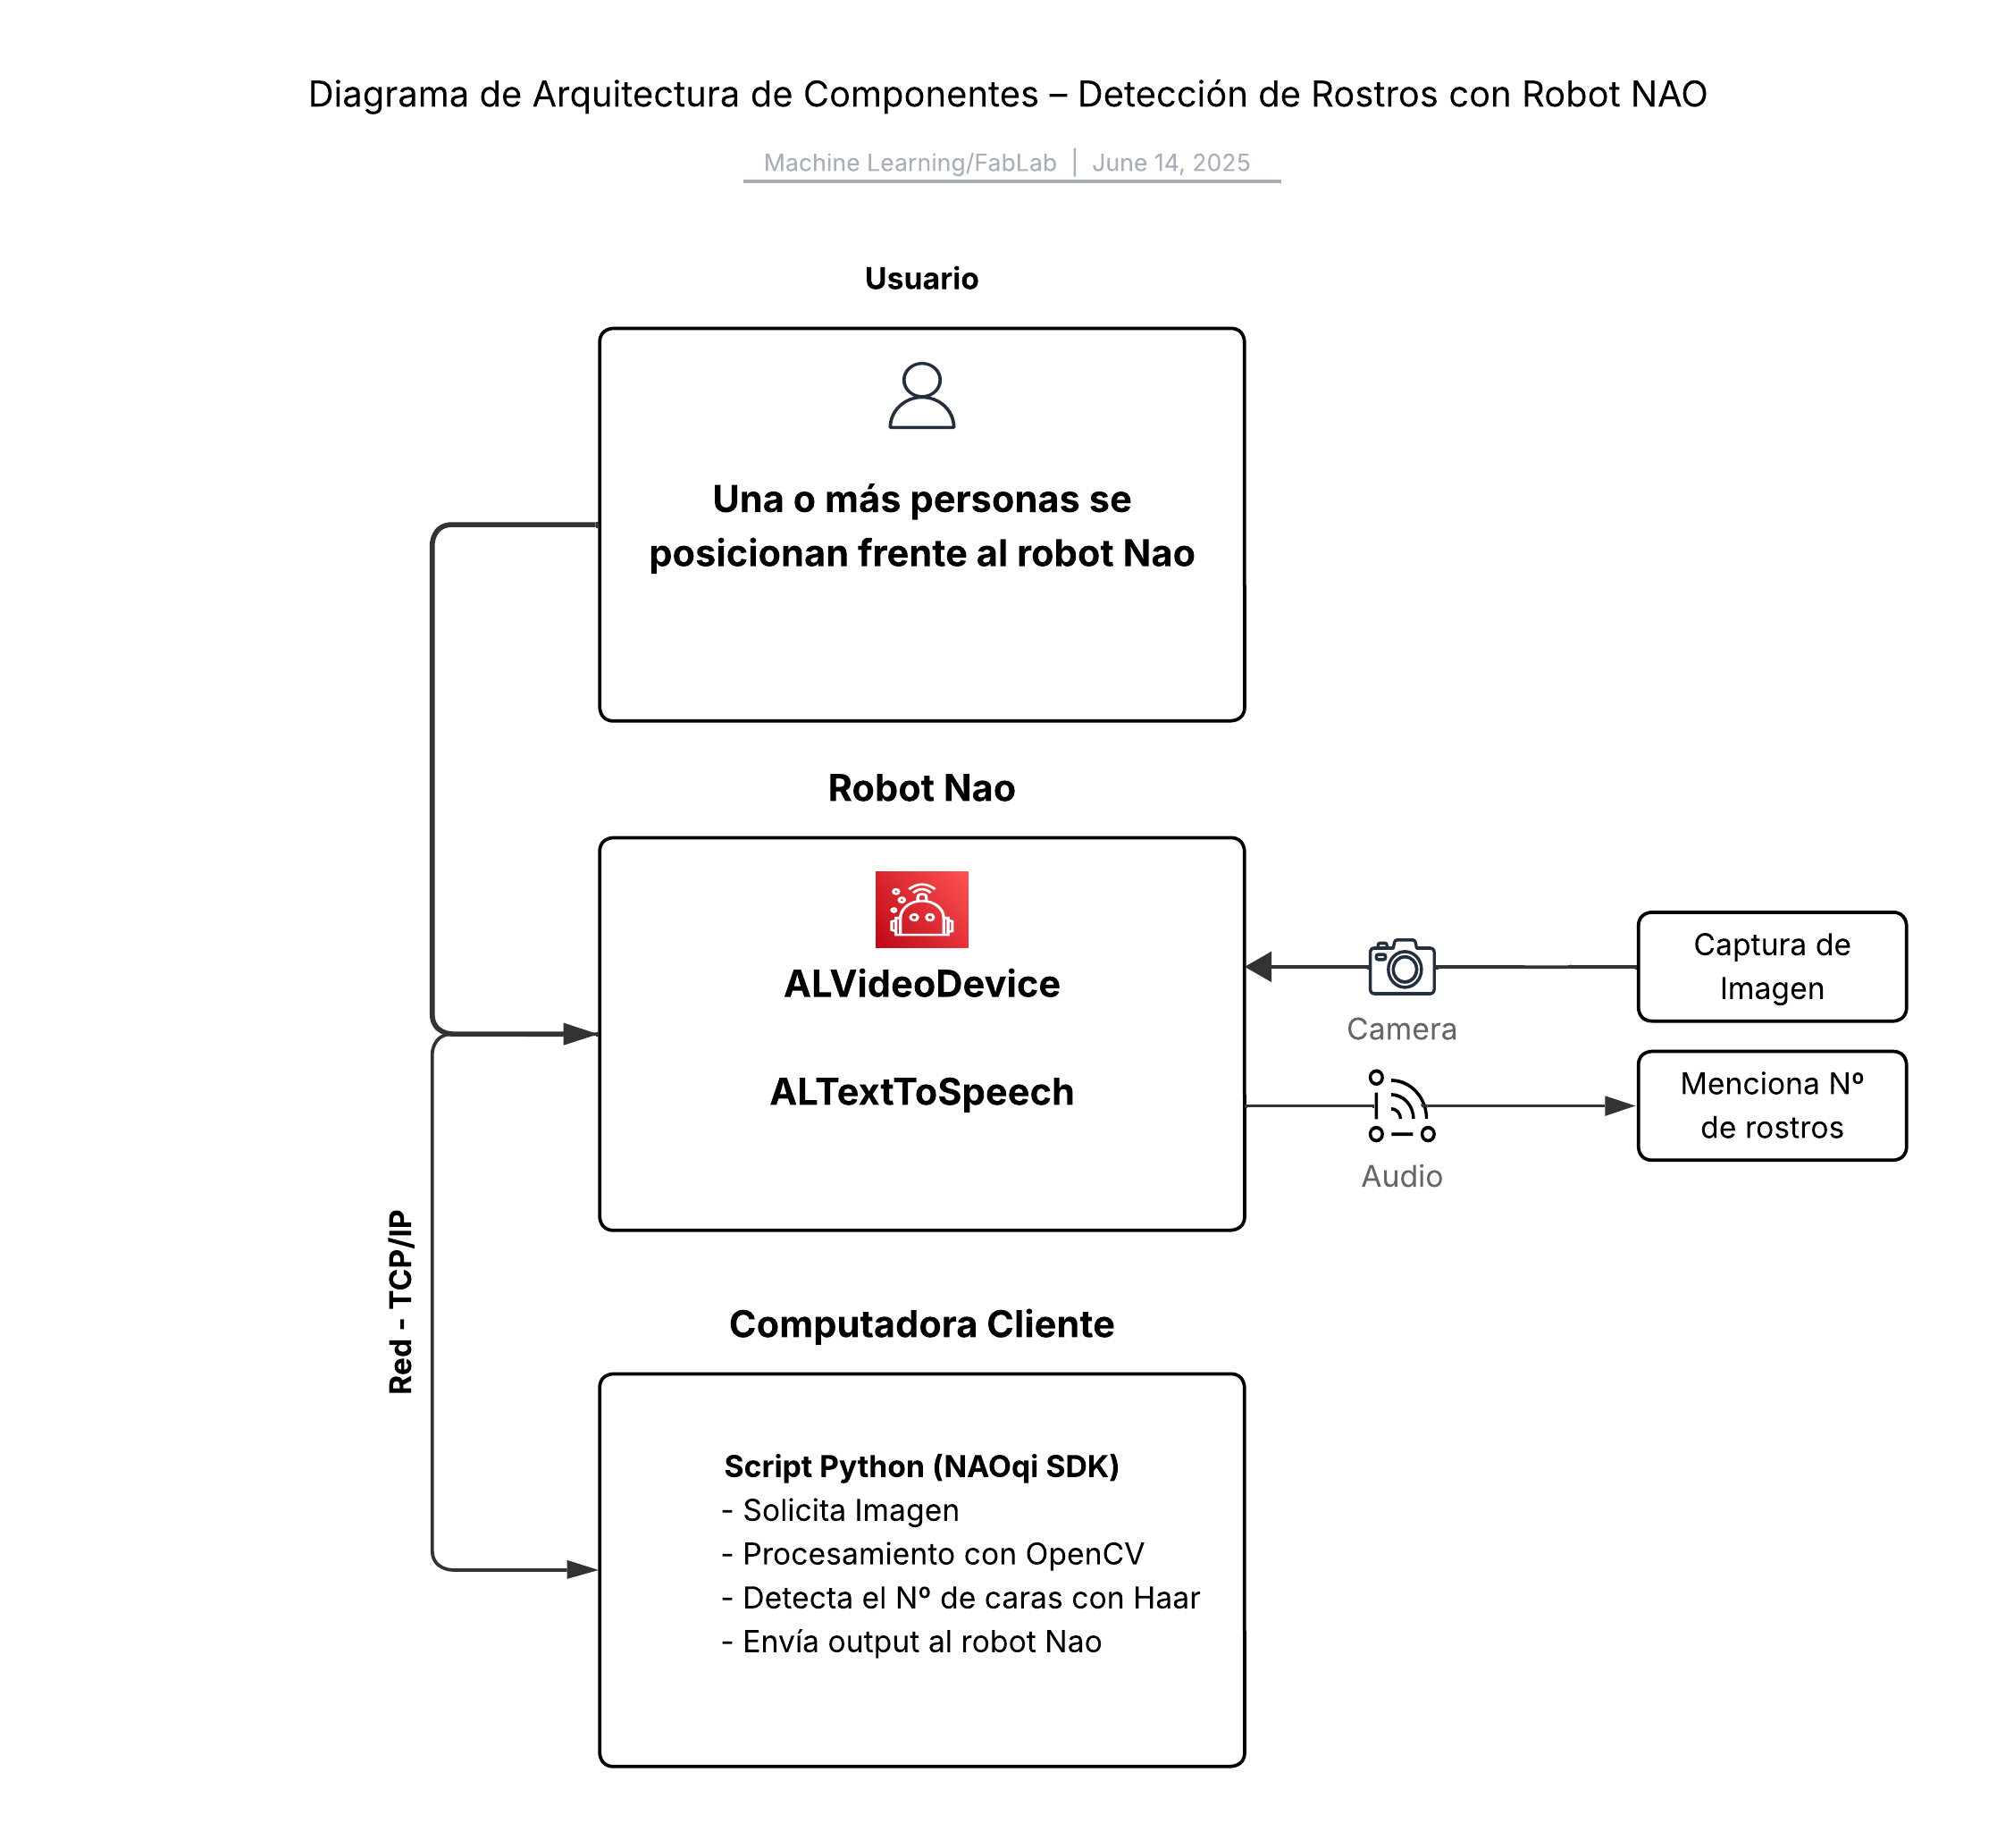 Diagrama de Arquitectura de Componentes – Detección de Rostros con Robot NAO
Machine Learning/FabLab | June 14, 2025
Usuario
Una o más personas se
posicionan frente al robot Nao
Robot Nao
ALVideoDevice
ALTextToSpeech
Captura de
Imagen
Camera
Menciona Nº
de rostros
Audio
Red - TCP/IP
Computadora Cliente
Script Python (NAOqi SDK)
- Solicita Imagen
- Procesamiento con OpenCV
- Detecta el Nº de caras con Haar
- Envía output al robot Nao